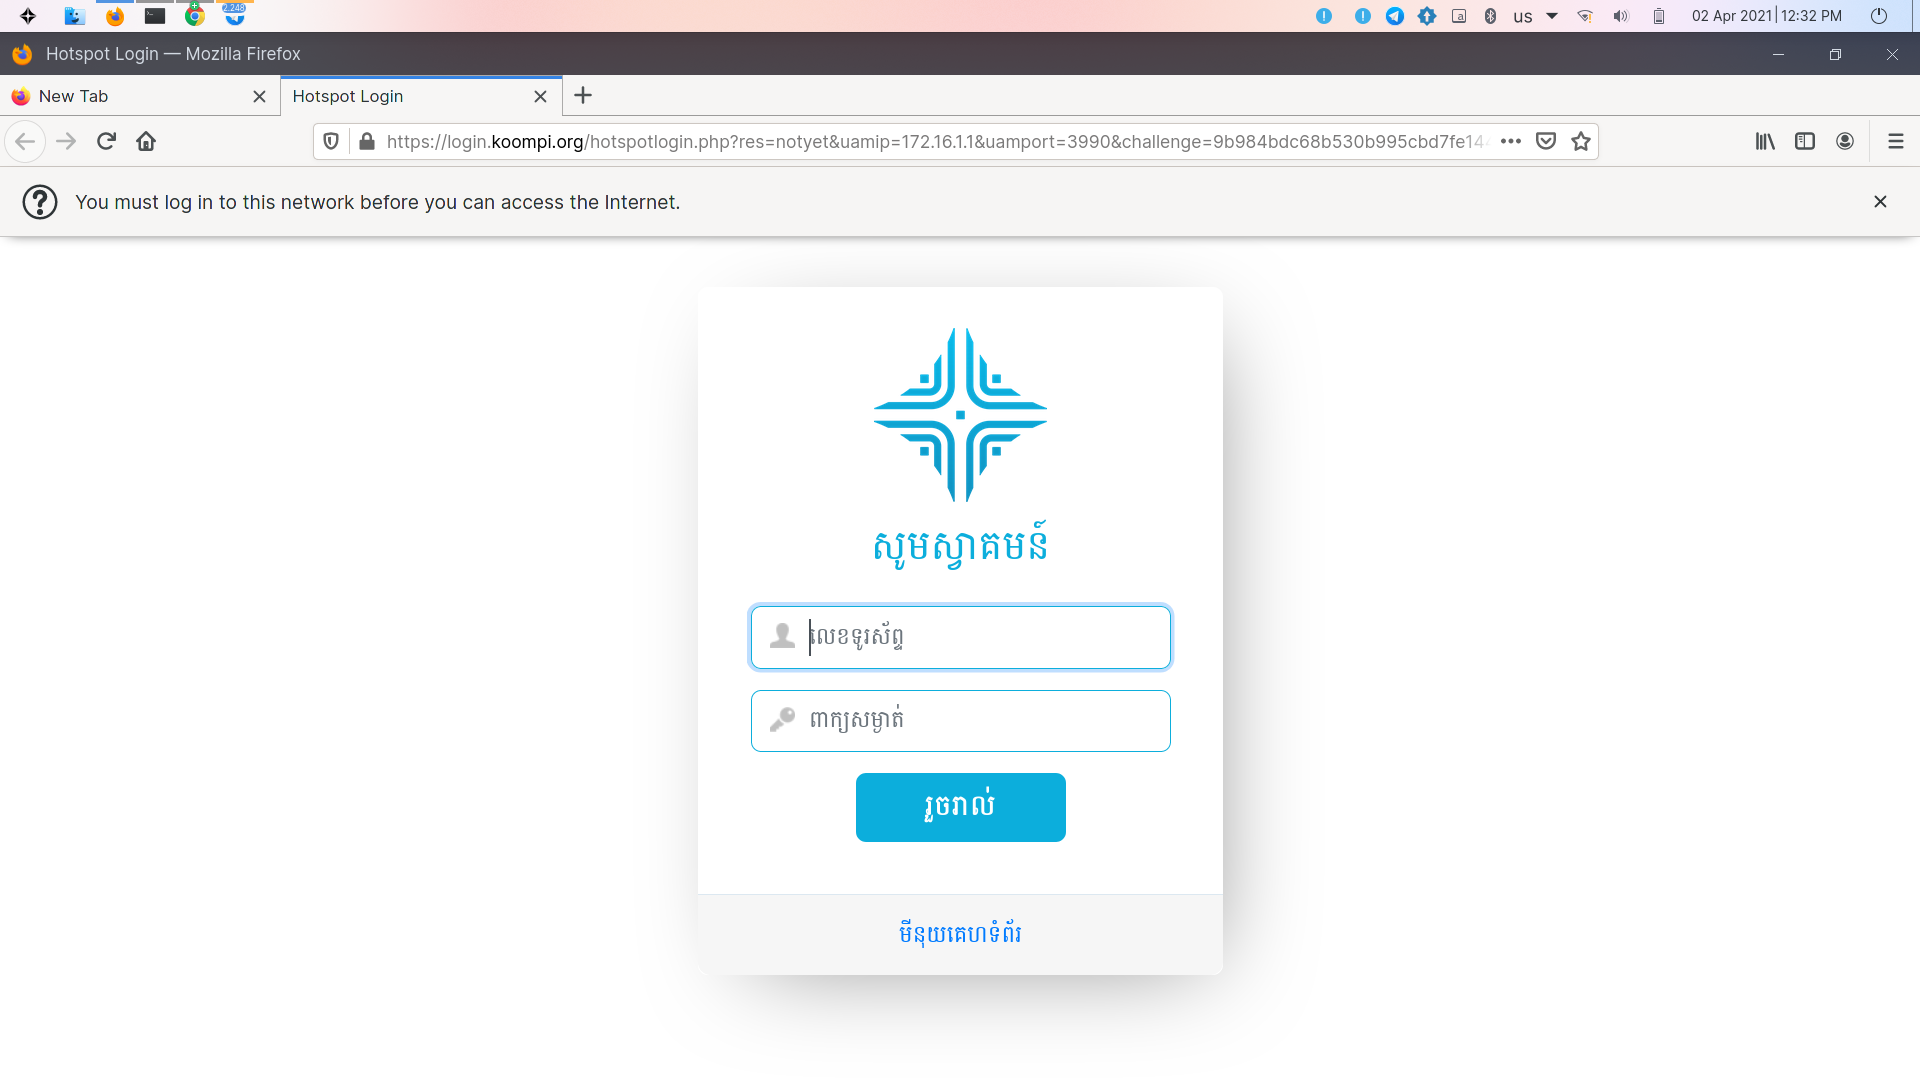 2,248
us
02 Apr 2021 12:32 PM
Hotspot Login — Mozilla Firefox
New Tab
Hotspot Login
https://login.koompi.org/hotspotlogin.php?res=notyet&uamip=172.16.1.1&uamport=3990&challenge=9b984bdc68b530b995cbd7fe14
You must log in to this network before you can access the Internet.
សូមស្វាគមន៍
លេខទូរស័ព្ទ
ពាក្យសម្ងាត់
រួចរាល់
មីនុយគេហទំព័រ